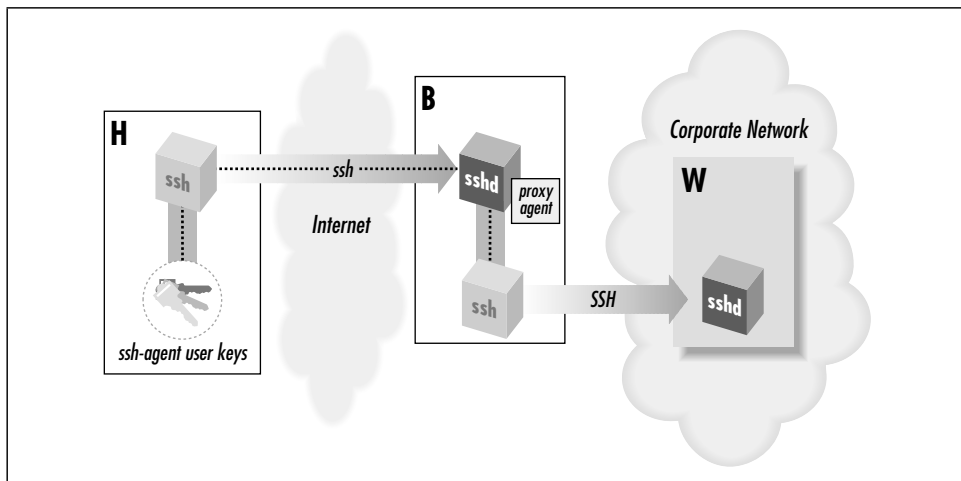 H
ssh
ssh-agent user keys
ssh
Internet
B
sshd
proxy
agent
ssh
SSH
Corporate Network
W
sshd